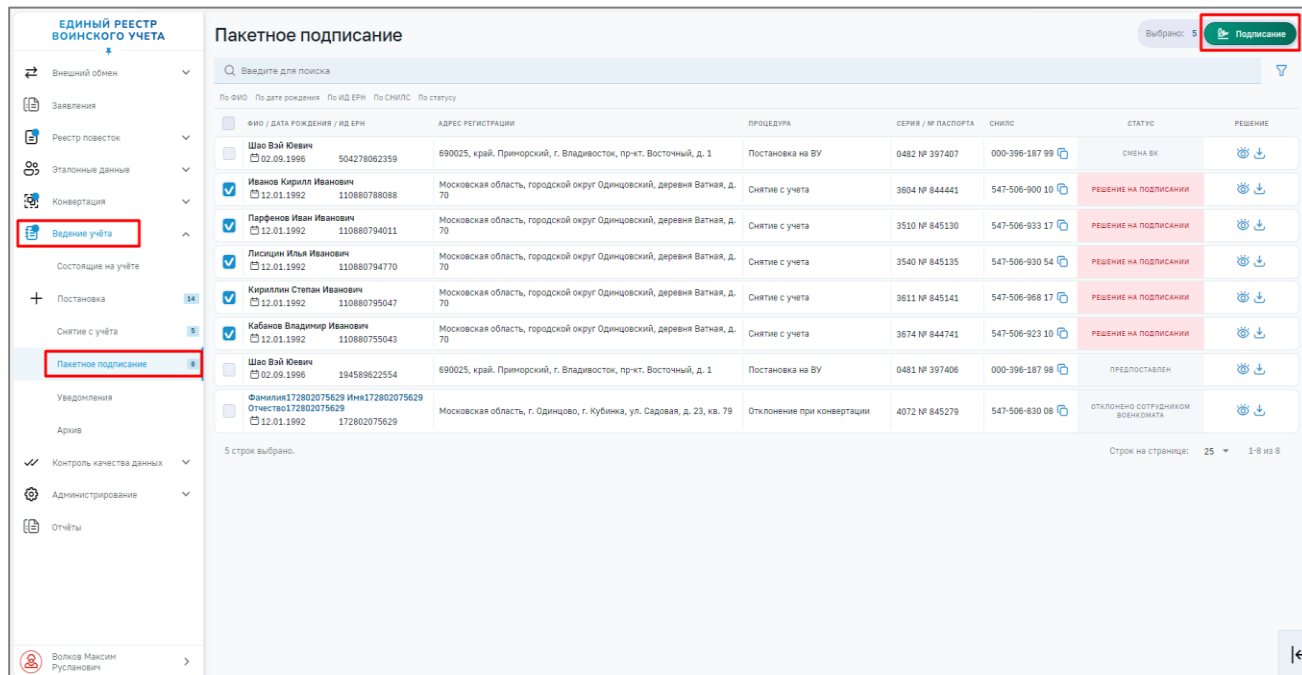 ЕДИНЫЙ РЕЕСТР
ВОИНСКОГО УЧЕТА
Внешний обмен
Заявления
Реестр повесток
Эталонные данные
Конвертация
Ведение учёта
Состоящие на учёте
Постановка 14
Снятие с учёта 5
Пакетное подписание 8
Уведомления
Архив
Контроль качества данных
Администрирование
Отчёты
Волков Максим
Русланович
Пакетное подписание
Выбрано: 5 Подписание
Введите для поиска
По ФИО По дате рождения По ИД ЕРН По СНИЛС По статусу
ФИО / ДАТА РОЖДЕНИЯ / ИД ЕРН АДРЕС РЕГИСТРАЦИИ ПРОЦЕДУРА СЕРИЯ / № ПАСПОРТА СНИЛС СТАТУС РЕШЕНИЕ
Шао Вэй Юевич
02.09.1996 504278062359 690025, край. Приморский, г. Владивосток, пр-кт. Восточный, д. 1 Постановка на ВУ 0482 № 397407 000-396-187 99 СМЕНА ВК
Иванов Кирилл Иванович
12.01.1992 110880788088 Московская область, городской округ Одинцовский, деревня Ватная, д. 70 Снятие с учета 3604 № 844441 547-506-900 10 РЕШЕНИЕ НА ПОДПИСАНИИ
Парфенов Иван Иванович
12.01.1992 110880794011 Московская область, городской округ Одинцовский, деревня Ватная, д. 70 Снятие с учета 3510 № 845130 547-506-933 17 РЕШЕНИЕ НА ПОДПИСАНИИ
Лисицин Илья Иванович
12.01.1992 110880794770 Московская область, городской округ Одинцовский, деревня Ватная, д. 70 Снятие с учета 3540 № 845135 547-506-930 54 РЕШЕНИЕ НА ПОДПИСАНИИ
Кириллин Степан Иванович
12.01.1992 110880795047 Московская область, городской округ Одинцовский, деревня Ватная, д. 70 Снятие с учета 3611 № 845141 547-506-968 17 РЕШЕНИЕ НА ПОДПИСАНИИ
Кабанов Владимир Иванович
12.01.1992 110880755043 Московская область, городской округ Одинцовский, деревня Ватная, д. 70 Снятие с учета 3674 № 844741 547-506-923 10 РЕШЕНИЕ НА ПОДПИСАНИИ
Шао Вэй Юевич
02.09.1996 194589622554 690025, край. Приморский, г. Владивосток, пр-кт. Восточный, д. 1 Постановка на ВУ 0481 № 397406 000-396-187 98 ПРЕДПОСТАВЛЕН
Фамилия172802075629 Имя172802075629
Отчество172802075629
12.01.1992 172802075629 Московская область, г. Одинцово, г. Кубинка, ул. Садовая, д. 23, кв. 79 Отклонение при конвертации 4072 № 845279 547-506-830 08 ОТКЛОНЕНО СОТРУДНИКОМ ВОЕНКОМАТА
5 строк выбрано. Строк на странице: 25 1-8 из 8